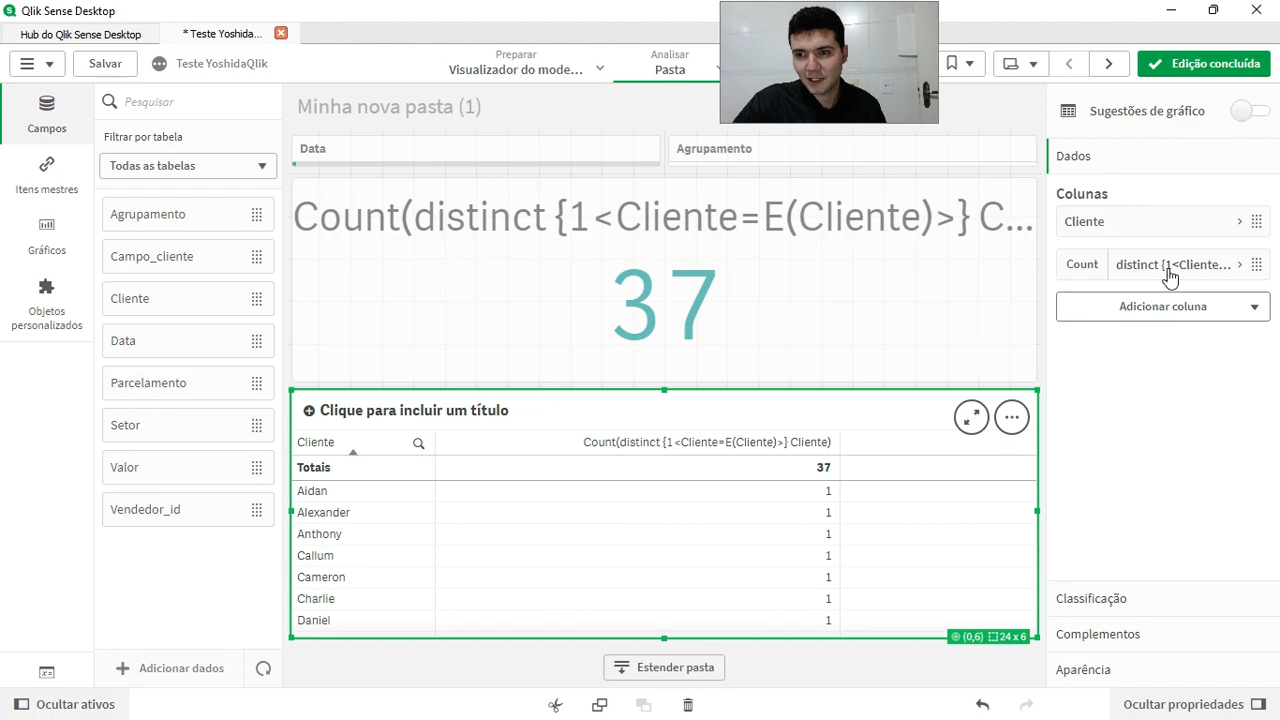 Qlik Sense Desktop
Hub do Qlik Sense Desktop
* Teste Yoshida...
Salvar
Teste YoshidaQlik
Preparar
Visualizador do mode...
Analisar
Pasta
Edição concluída
Campos
Itens mestres
Gráficos
Objetos
personalizados
Pesquisar
Filtrar por tabela
Todas as tabelas
Agrupamento
Campo_cliente
Cliente
Data
Parcelamento
Setor
Valor
Vendedor_id
Adicionar dados
Minha nova pasta (1)
Data
Agrupamento
Count(distinct {1<Cliente=E(Cliente)>} C...
37
Clique para incluir um título
Cliente Count(distinct {1<Cliente=E(Cliente)>} Cliente)
Totais 37
Aidan 1
Alexander 1
Anthony 1
Callum 1
Cameron 1
Charlie 1
Daniel 1
(0,6) 24 x 6
Estender pasta
Sugestões de gráfico
Dados
Colunas
Cliente
Count distinct {1<Cliente...
Adicionar coluna
Classificação
Complementos
Aparência
Ocultar ativos
Ocultar propriedades